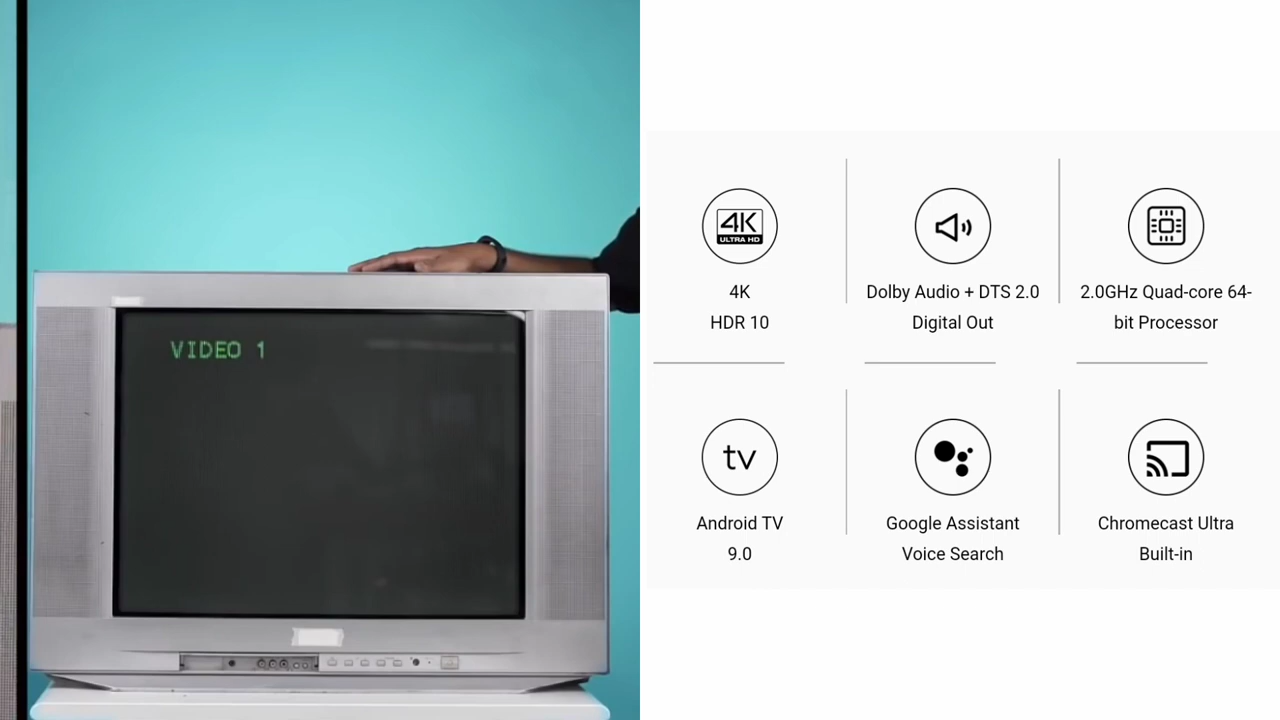 VIDEO 1
4K
ULTRA HD
4K
HDR 10
Dolby Audio + DTS 2.0
Digital Out
2.0GHz Quad-core 64-
bit Processor
tv
Android TV
9.0
Google Assistant
Voice Search
Chromecast Ultra
Built-in